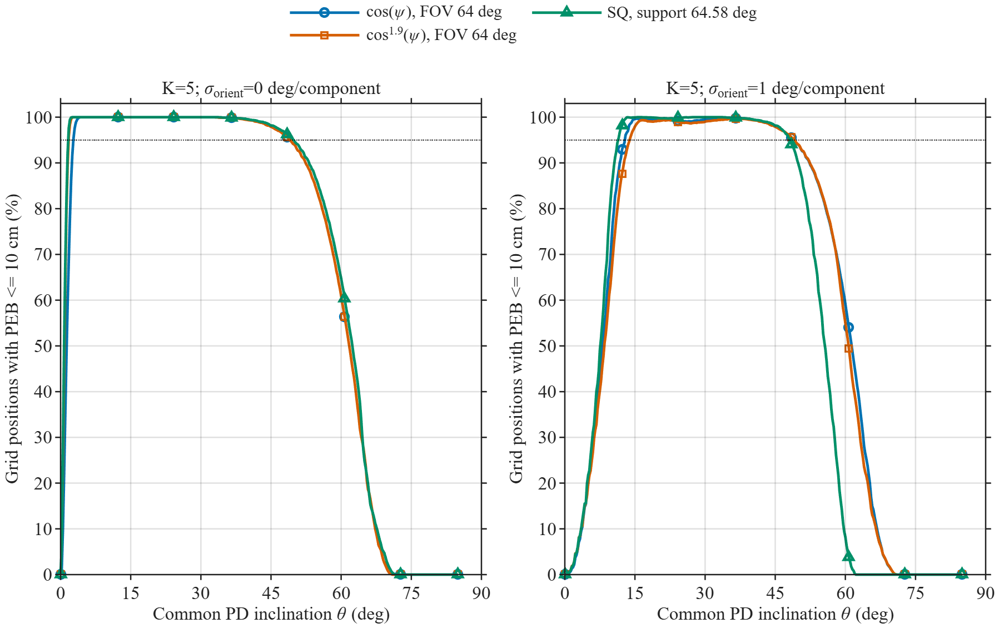 cos(ψ), FOV 64 deg
cos1.9(ψ), FOV 64 deg
SQ, support 64.58 deg
K=5; σorient=0 deg/component
100
90
80
70
60
50
40
30
20
10
0
0 15 30 45 60 75 90
Grid positions with PEB <= 10 cm (%)
Common PD inclination θ (deg)
K=5; σorient=1 deg/component
100
90
80
70
60
50
40
30
20
10
0
0 15 30 45 60 75 90
Grid positions with PEB <= 10 cm (%)
Common PD inclination θ (deg)